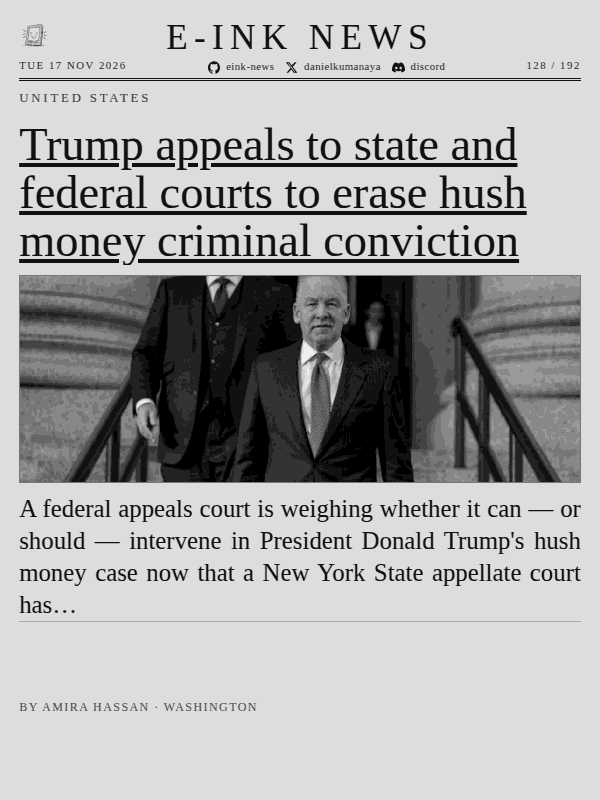 E-INK NEWS
TUE 17 NOV 2026
eink-news
danielkumanaya
discord
128 / 192
UNITED STATES
Trump appeals to state and
federal courts to erase hush
money criminal conviction
A federal appeals court is weighing whether it can — or
should — intervene in President Donald Trump's hush
money case now that a New York State appellate court
has…
BY AMIRA HASSAN · WASHINGTON